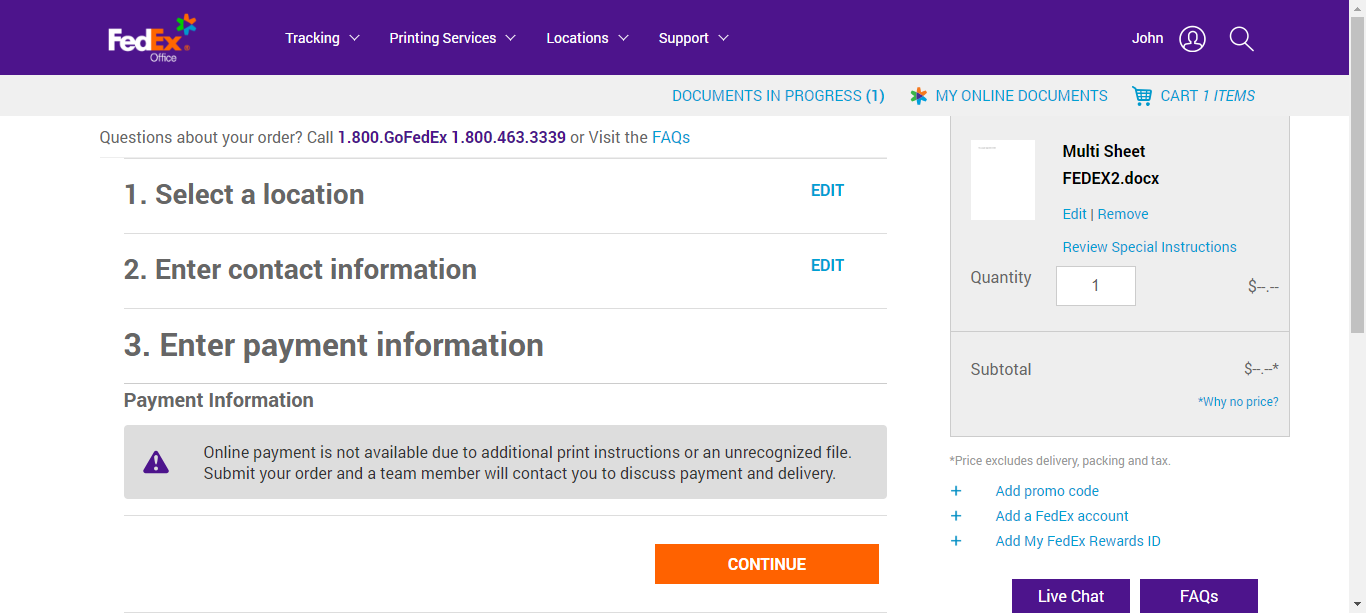 FedEx
Office
Tracking
Printing Services
Locations
Support
John
DOCUMENTS IN PROGRESS (1)
MY ONLINE DOCUMENTS
CART 1 ITEMS
Questions about your order? Call 1.800.GoFedEx 1.800.463.3339 or Visit the FAQs
1. Select a location
EDIT
2. Enter contact information
EDIT
3. Enter payment information
Payment Information
Online payment is not available due to additional print instructions or an unrecognized file.
Submit your order and a team member will contact you to discuss payment and delivery.
CONTINUE
Multi Sheet
FEDEX2.docx
Edit | Remove
Review Special Instructions
Quantity
1
$--.--
Subtotal
$--.--*
*Why no price?
*Price excludes delivery, packing and tax.
+ Add promo code
+ Add a FedEx account
+ Add My FedEx Rewards ID
Live Chat
FAQs